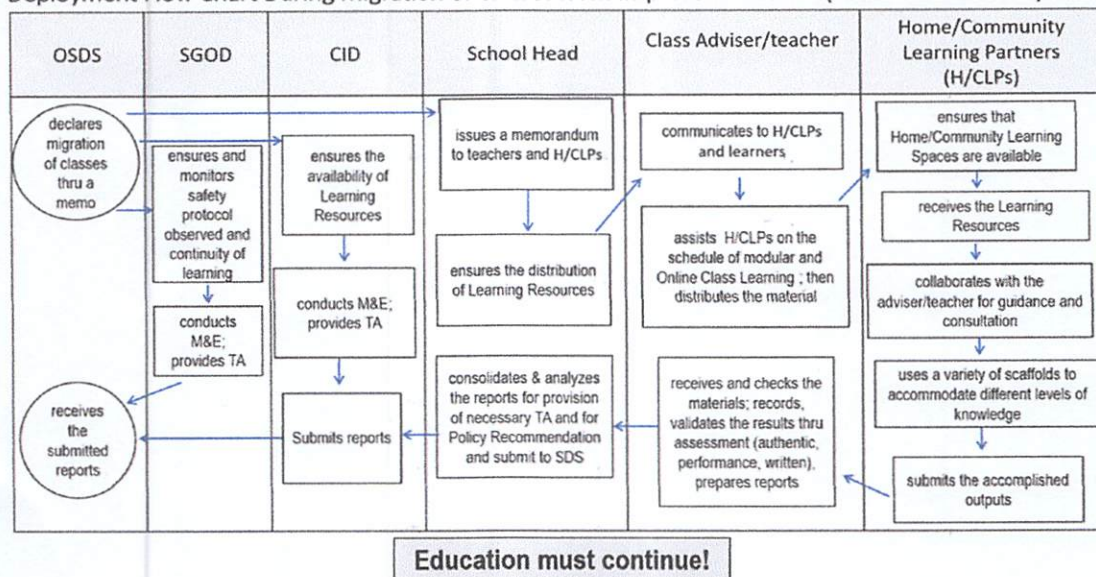 OSDS
SGOD
CID
School Head
Class Adviser/teacher
Home/Community
Learning Partners
(H/CLPs)
declares
migration
of classes
thru a
memo
ensures and
monitors
safety
protocol
observed and
continuity of
learning
conducts
M&E;
provides TA
receives
the
submitted
reports
ensures the
availability of
Learning
Resources
conducts M&E;
provides TA
Submits reports
issues a memorandum
to teachers and H/CLPs
ensures the distribution
of Learning Resources
consolidates & analyzes
the reports for provision
of necessary TA and for
Policy Recommendation
and submit to SDS
communicates to H/CLPs
and learners
assists H/CLPs on the
schedule of modular and
Online Class Learning ; then
distributes the material
receives and checks the
materials; records,
validates the results thru
assessment (authentic,
performance, written),
prepares reports
ensures that
Home/Community Learning
Spaces are available
receives the Learning
Resources
collaborates with the
adviser/teacher for guidance and
consultation
uses a variety of scaffolds to
accommodate different levels of
knowledge
submits the accomplished
outputs
Education must continue!